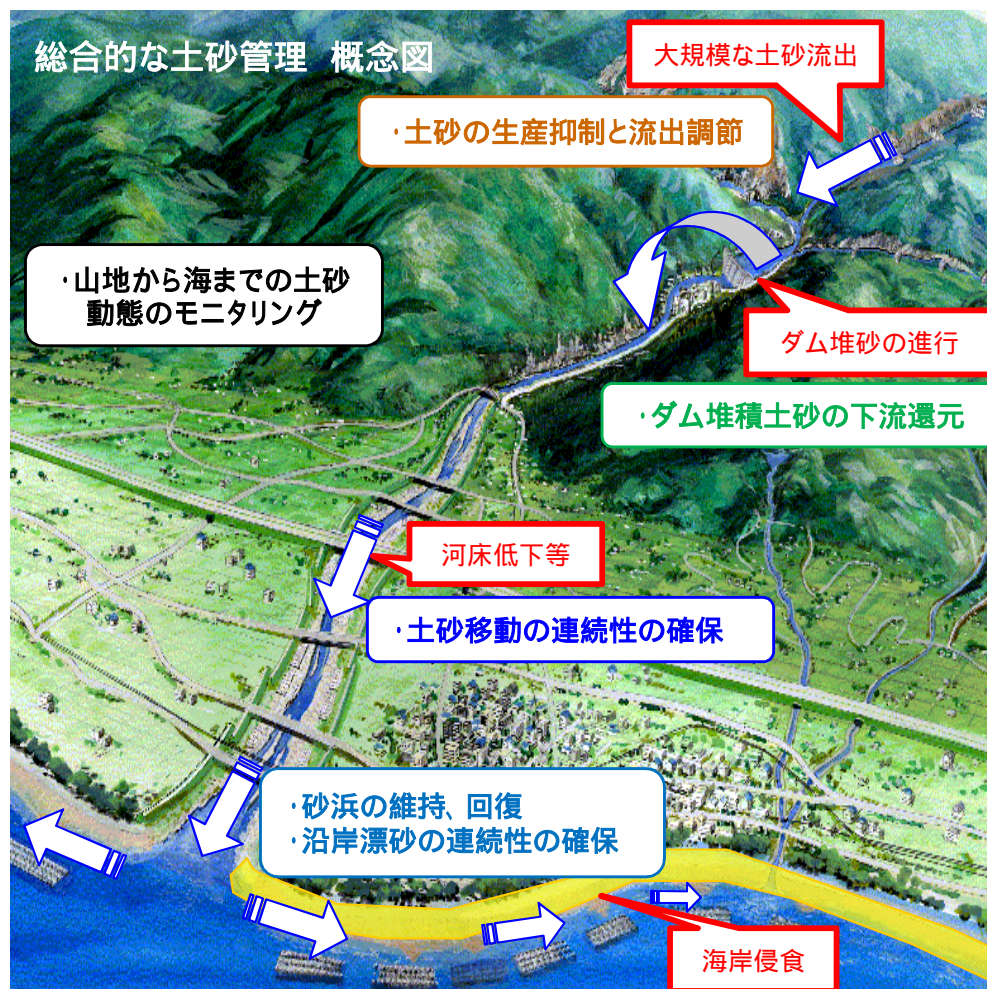 総合的な土砂管理 概念図
大規模な土砂流出
・土砂の生産抑制と流出調節
・山地から海までの土砂
動態のモニタリング
ダム堆砂の進行
・ダム堆積土砂の下流還元
河床低下等
・土砂移動の連続性の確保
・砂浜の維持、回復
・沿岸漂砂の連続性の確保
海岸侵食